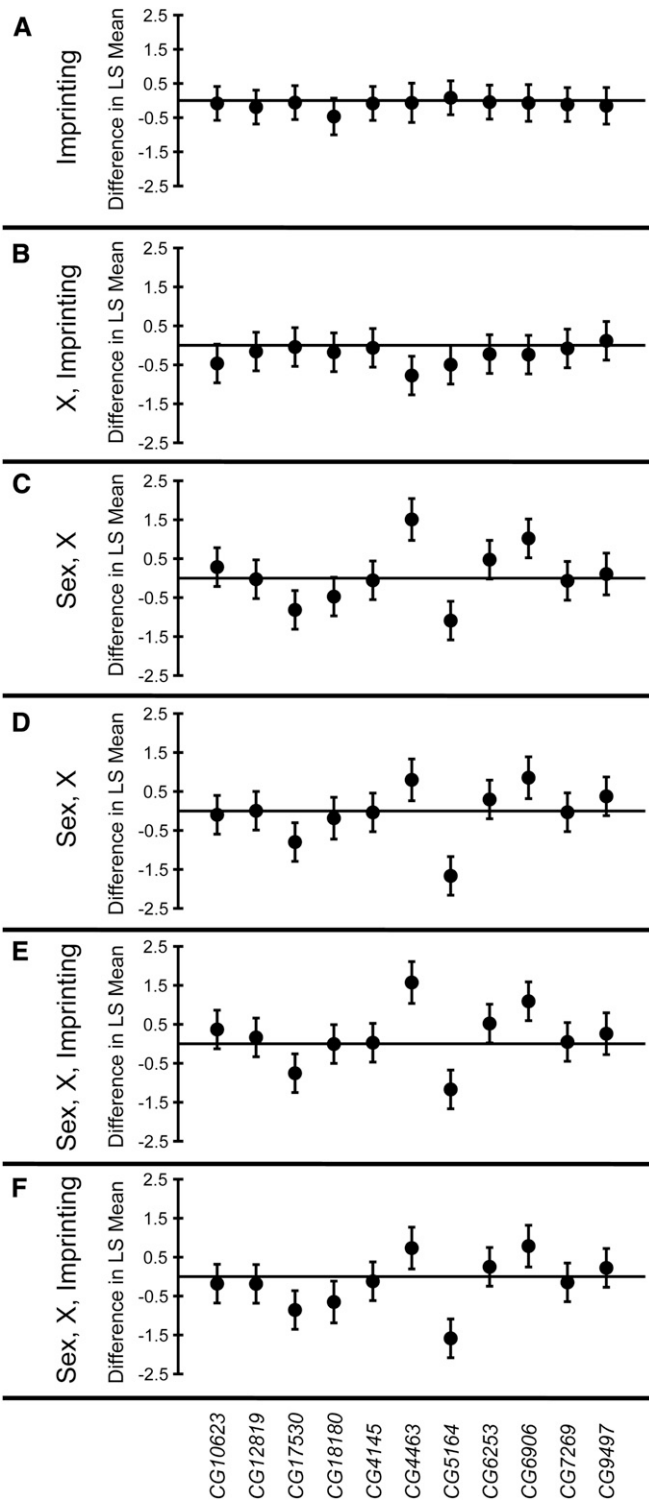 A
Imprinting
Difference in LS Mean
2.5
1.5
0.5
-0.5
-1.5
-2.5
B
X, Imprinting
Difference in LS Mean
2.5
1.5
0.5
-0.5
-1.5
-2.5
C
Sex, X
Difference in LS Mean
2.5
1.5
0.5
-0.5
-1.5
-2.5
D
Sex, X
Difference in LS Mean
2.5
1.5
0.5
-0.5
-1.5
-2.5
E
Sex, X, Imprinting
Difference in LS Mean
2.5
1.5
0.5
-0.5
-1.5
-2.5
F
Sex, X, Imprinting
Difference in LS Mean
2.5
1.5
0.5
-0.5
-1.5
-2.5
CG10623
CG12819
CG17530
CG18180
CG4145
CG4463
CG5164
CG6253
CG6906
CG7269
CG9497